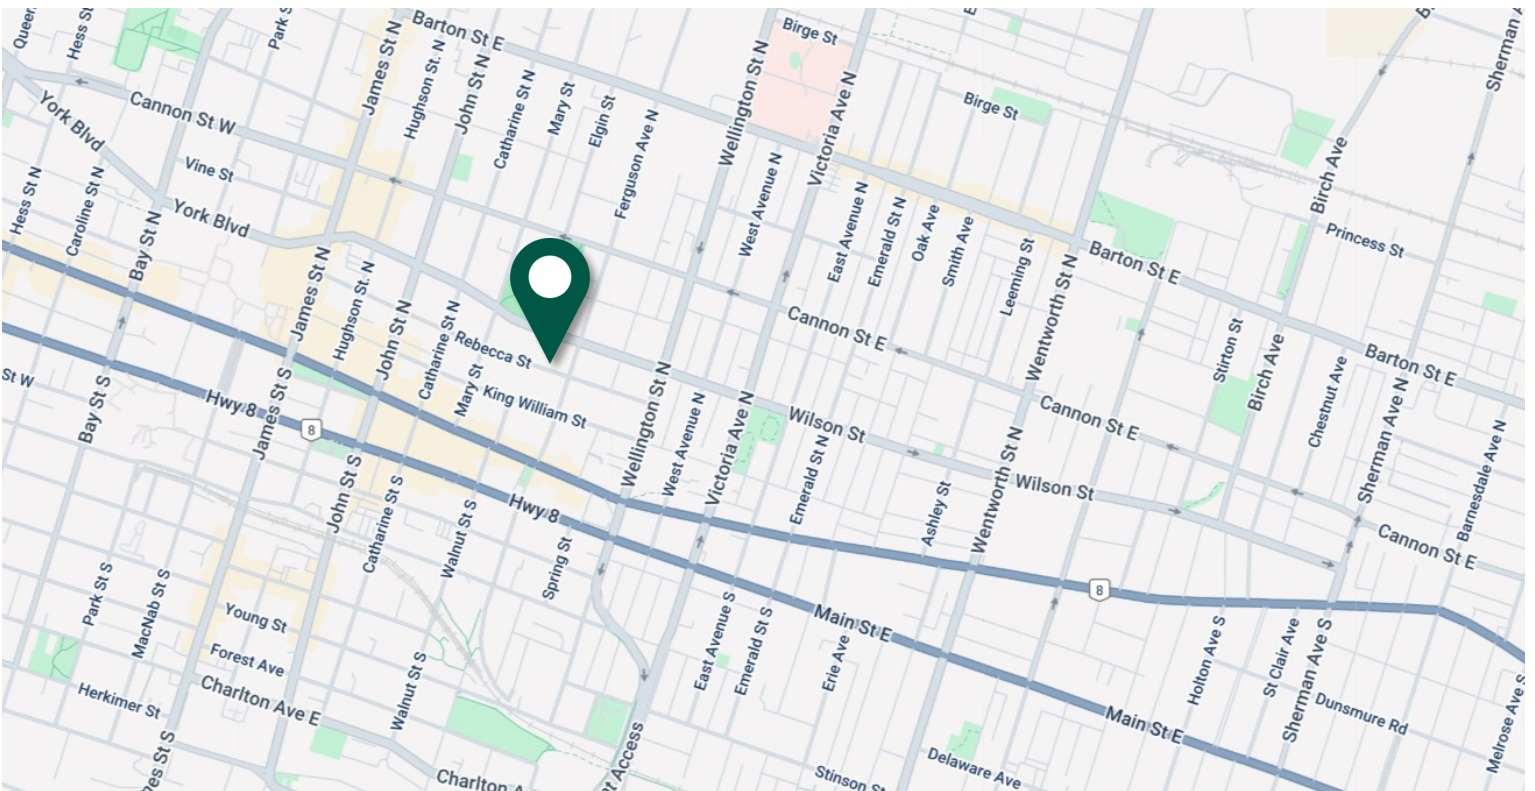 Queen
Hess St
Park S
James St N
Barton St E
Hughson St. N
John St N
Catharine St N
Mary St
Elgin St
Ferguson Ave N
Wellington St N
Birge St
Victoria Ave N
Birge St
Sherman
Cannon St W
York Blvd
Vine St
Hess St N
Caroline St N
Bay St N
York Blvd
James St N
West Avenue N
East Avenue N
Emerald St N
Oak Ave
Smith Ave
Leeming St
Wentworth St N
Barton St E
Birch Ave
Princess St
Hughson St. N
John St N
Catharine St N
Rebecca St
Mary St
King William St
Cannon St E
Wellington St N
West Avenue N
Victoria Ave N
Wilson St
Emerald St N
Cannon St E
Stirton St
Birch Ave
Chestnut Ave
Barton St E
Sherman Ave N
Barnesdale Ave N
St W
Bay St S
Hwy 8
8
James St S
John St S
Catharine St S
Walnut St S
Hwy 8
Spring St
Ashley St
Wentworth St N
Wilson St
Cannon St E
8
Park St S
MacNab St S
Young St
Forest Ave
Charlton Ave E
Herkimer St
Walnut St S
East Avenue S
Emerald St S
Main St E
Erie Ave
Holton Ave S
St Clair Ave
Sherman Ave S
Dunsmure Rd
Melrose Ave S
Main St E
Delaware Ave
Stinson St
Charlton A
nt Access
mes St S